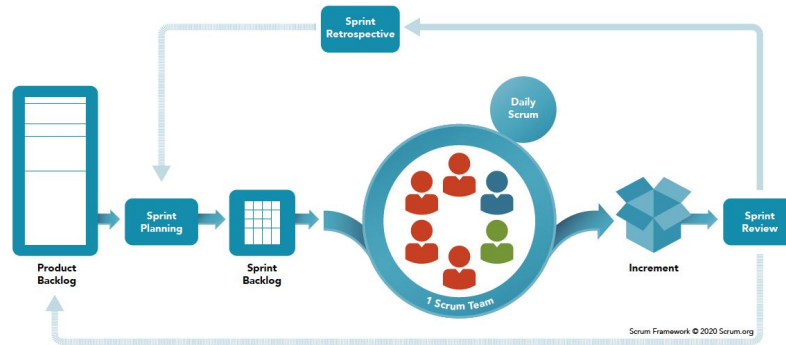 Sprint
Retrospective
Daily
Scrum
Sprint
Planning
Sprint
Review
Product
Backlog
Sprint
Backlog
1 Scrum Team
Increment
Scrum Framework © 2020 Scrum.org